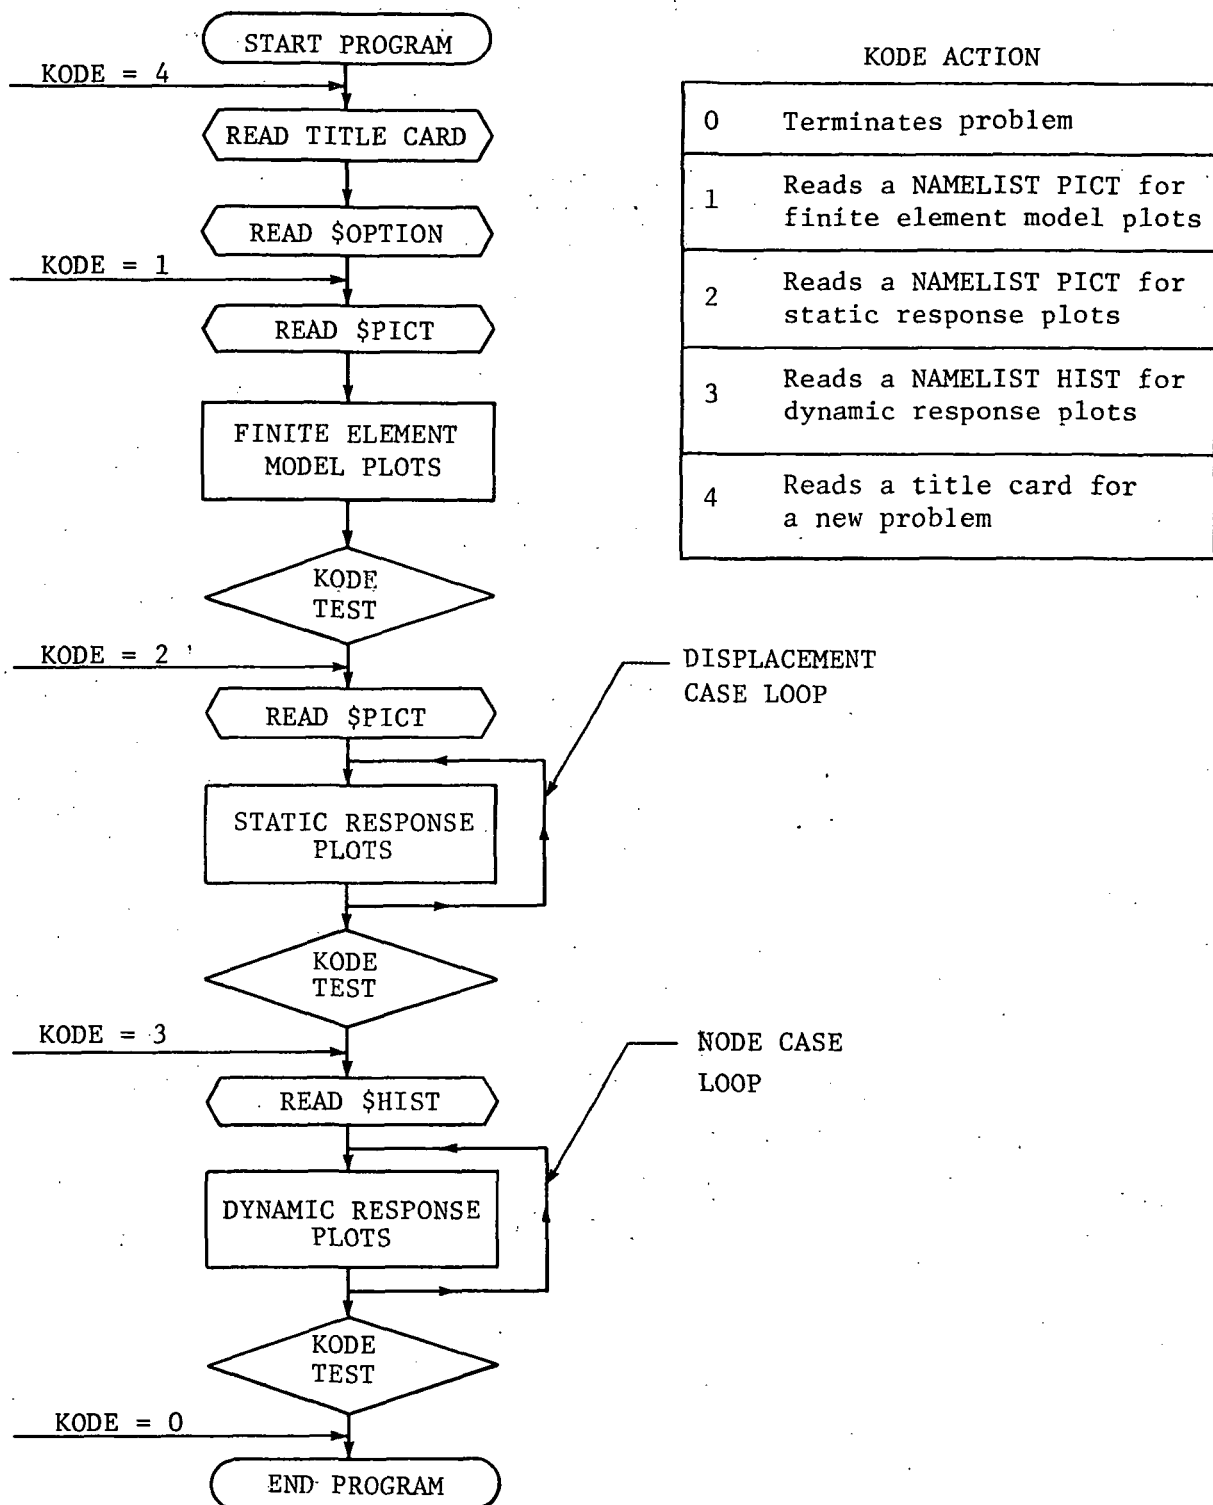 START PROGRAM
KODE = 4
READ TITLE CARD
READ $OPTION
KODE = 1
READ $PICT
FINITE ELEMENT
MODEL PLOTS
KODE
TEST
KODE = 2
READ $PICT
DISPLACEMENT
CASE LOOP
STATIC RESPONSE
PLOTS
KODE
TEST
KODE = 3
READ $HIST
NODE CASE
LOOP
DYNAMIC RESPONSE
PLOTS
KODE
TEST
KODE = 0
END PROGRAM
KODE ACTION
0 Terminates problem
1 Reads a NAMELIST PICT for
finite element model plots
2 Reads a NAMELIST PICT for
static response plots
3 Reads a NAMELIST HIST for
dynamic response plots
4 Reads a title card for
a new problem